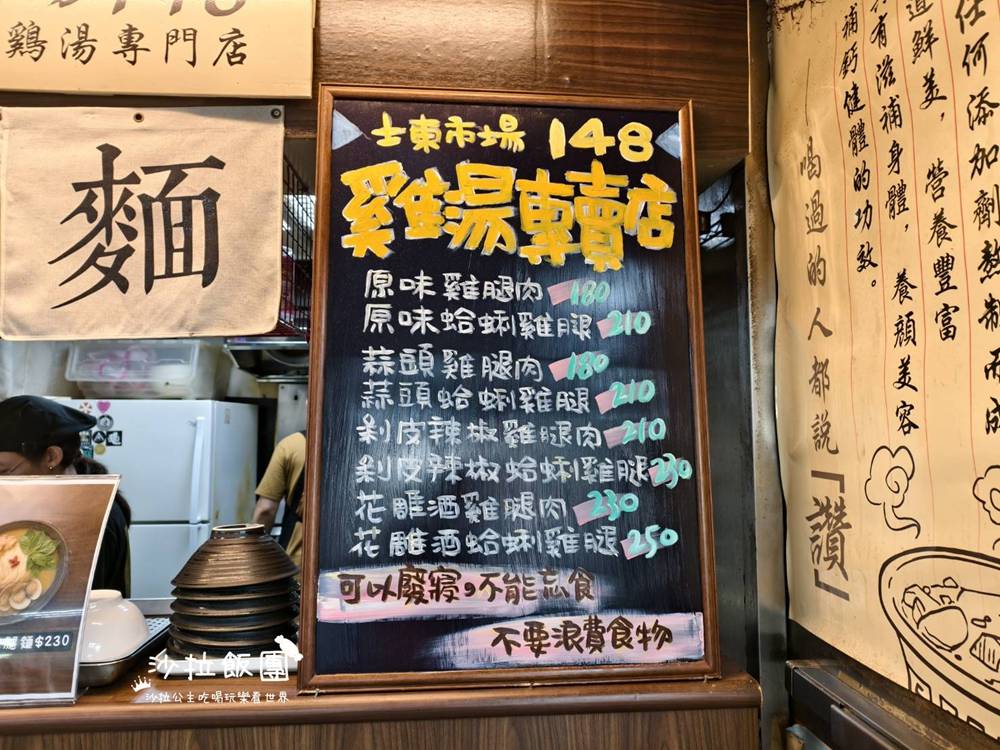 鷄湯專門店
麵
士東市場 148
雞湯專賣店
原味雞腿肉 180
原味蛤蜊雞腿 210
蒜頭雞腿肉 180
蒜頭蛤蜊雞腿 210
剝皮辣椒雞腿肉 210
剝皮辣椒蛤蜊雞腿 230
花雕酒雞腿肉 230
花雕酒蛤蜊雞腿 250
可以廢寢,不能忘食
不要浪費食物
任何添加劑熬制而成
道鮮美,營養豐富
有滋補身體,養顏美容
補鈣健體的功效。
——喝過的人都說「讚」
腿麵$230
沙拉飯團
沙拉公主吃喝玩樂看世界